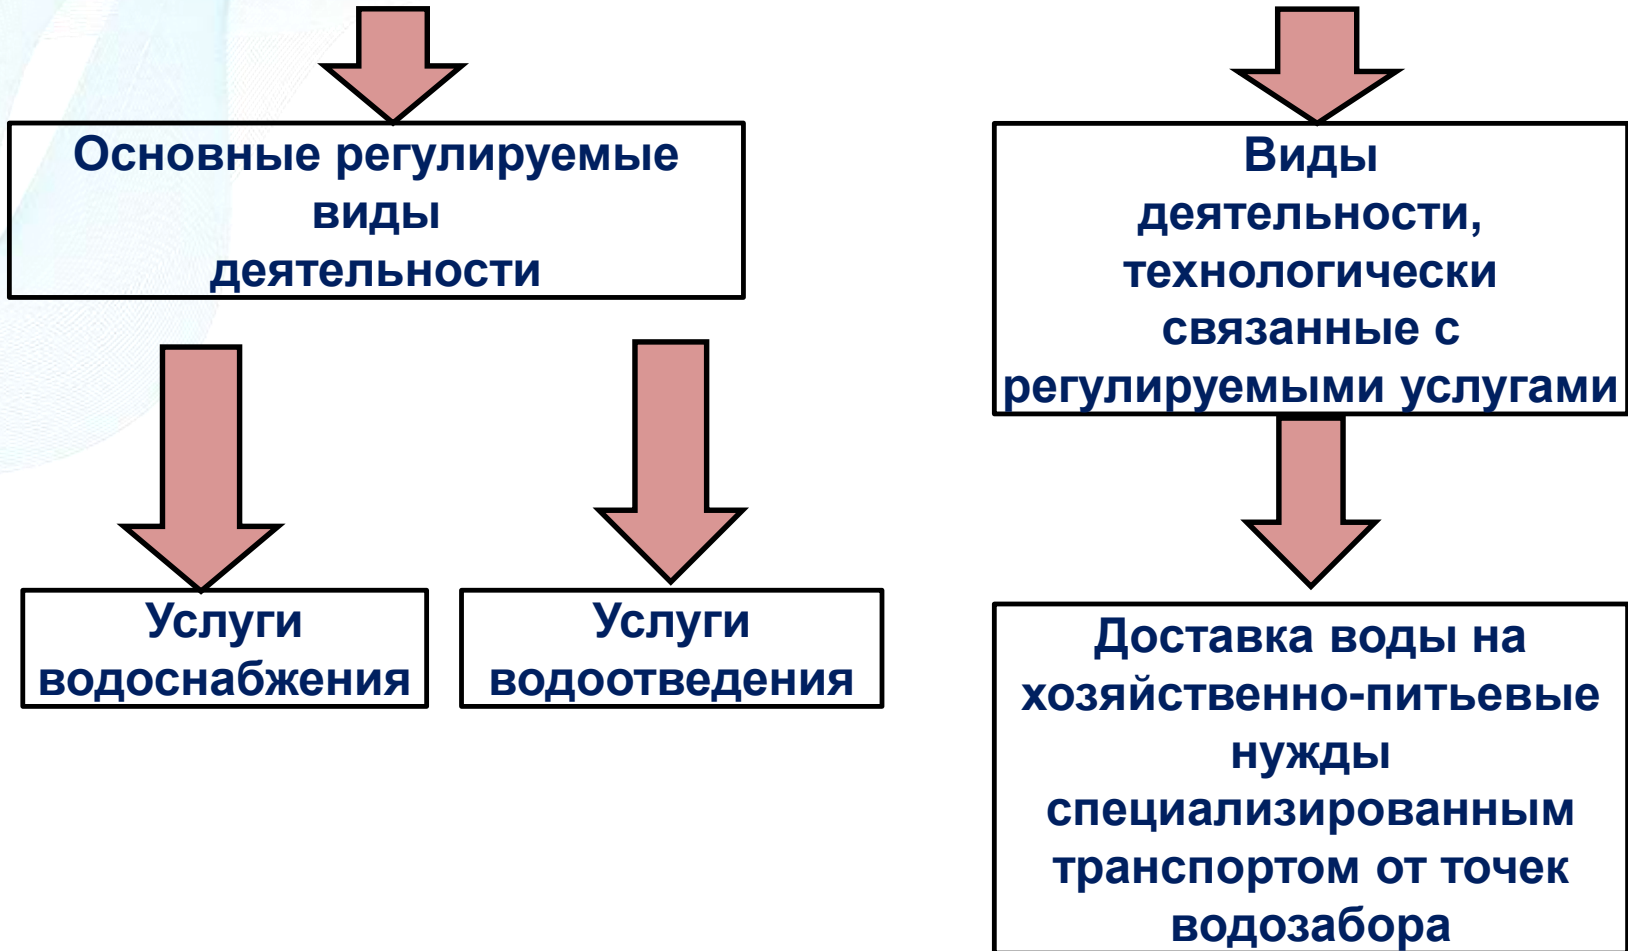 Основные регулируемые
виды
деятельности
Виды
деятельности,
технологически
связанные с
регулируемыми услугами
Услуги
водоснабжения
Услуги
водоотведения
Доставка воды на
хозяйственно-питьевые
нужды
специализированным
транспортом от точек
водозабора